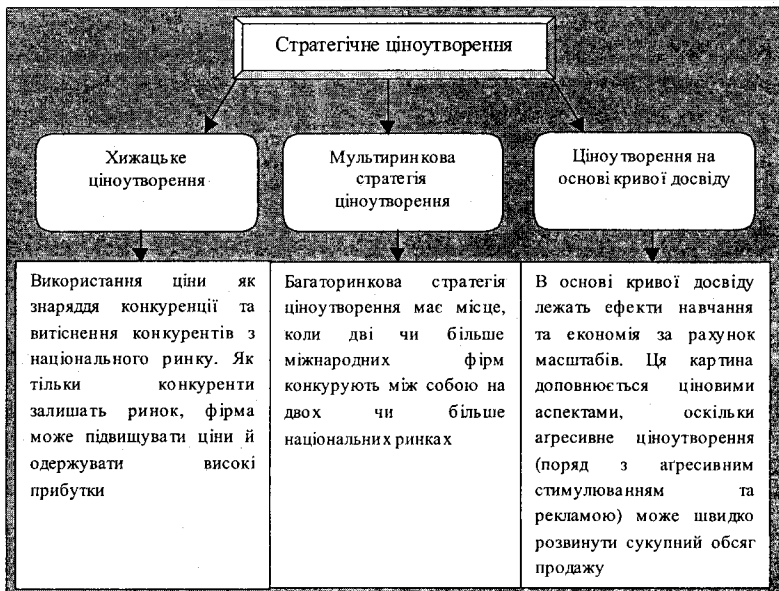 Стратегічне ціноутворення
Хижацьке
ціноутворення
Мультиринкова
стратегія
ціноутворення
Ціноутворення на
основі кривої досвіду
Використання ціни як
знаряддя конкуренції та
витіснення конкурентів з
національного ринку. Як
тільки конкуренти
залишать ринок, фірма
може підвищувати ціни й
одержувати високі
прибутки
Багаторинкова стратегія
ціноутворення має місце,
коли дві чи більше
міжнародних фірм
конкурують між собою на
двох чи більше
національних ринках
В основі кривої досвіду
лежать ефекти навчання
та економія за рахунок
масштабів. Ця картина
доповнюється ціновими
аспектами, оскільки
аґресивне ціноутворення
(поряд з аґресивним
стимулюванням та
рекламою) може швидко
розвинути сукупний обсяг
продажу